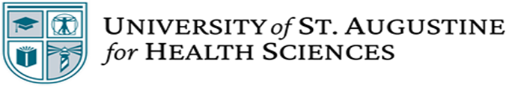 UNIVERSITY of ST. AUGUSTINE
for HEALTH SCIENCES